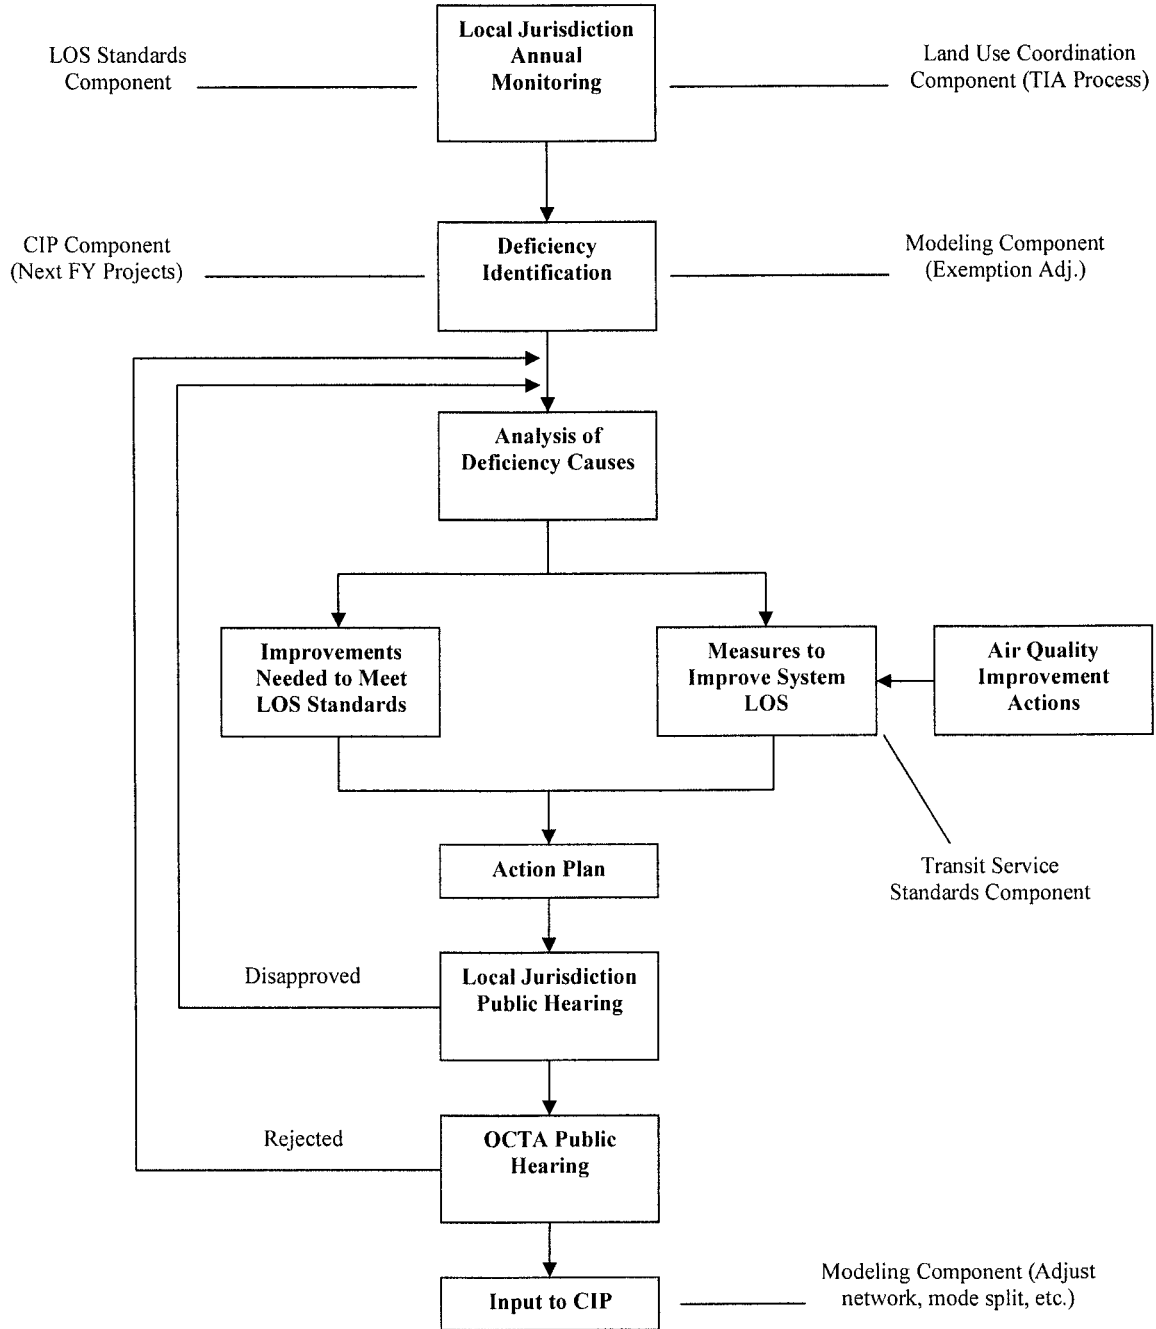 Local Jurisdiction
Annual
Monitoring
LOS Standards
Component
Land Use Coordination
Component (TIA Process)
Deficiency
Identification
CIP Component
(Next FY Projects)
Modeling Component
(Exemption Adj.)
Analysis of
Deficiency Causes
Improvements
Needed to Meet
LOS Standards
Measures to
Improve System
LOS
Air Quality
Improvement
Actions
Action Plan
Transit Service
Standards Component
Disapproved
Local Jurisdiction
Public Hearing
Rejected
OCTA Public
Hearing
Input to CIP
Modeling Component (Adjust
network, mode split, etc.)